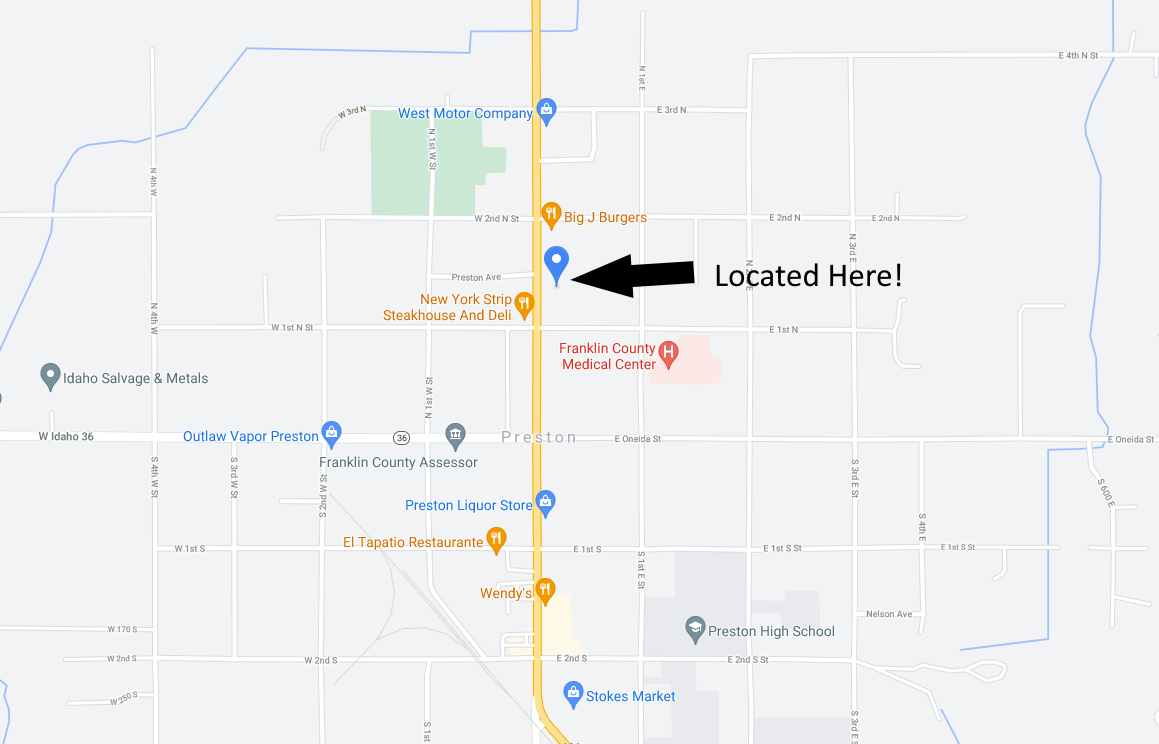 E 4th N St
N 1st E
W 3rd N
West Motor Company
E 3rd N
N 1st W St
N 4th W
W 2nd N St
Big J Burgers
E 2nd N
E 2nd N
N 3rd E
Preston Ave
Located Here!
New York Strip
Steakhouse And Deli
N 4th W
W 1st N St
E 1st N
Franklin County
Medical Center
H
Idaho Salvage & Metals
N 1st W St
W Idaho 36
Outlaw Vapor Preston
36
Preston
E Oneida St
E Oneida St
Franklin County Assessor
S 4th W St
S 3rd W St
S 2nd W St
S 3rd E St
S 600 E
Preston Liquor Store
S 4th E
El Tapatio Restaurante
W 1st S
E 1st S
E 1st S St
E 1st S St
S 1st E St
Wendy's
Nelson Ave
W 170 S
Preston High School
W 2nd S
W 2nd S
E 2nd S
E 2nd S St
W 250 S
Stokes Market
S 1st
S 3rd E S